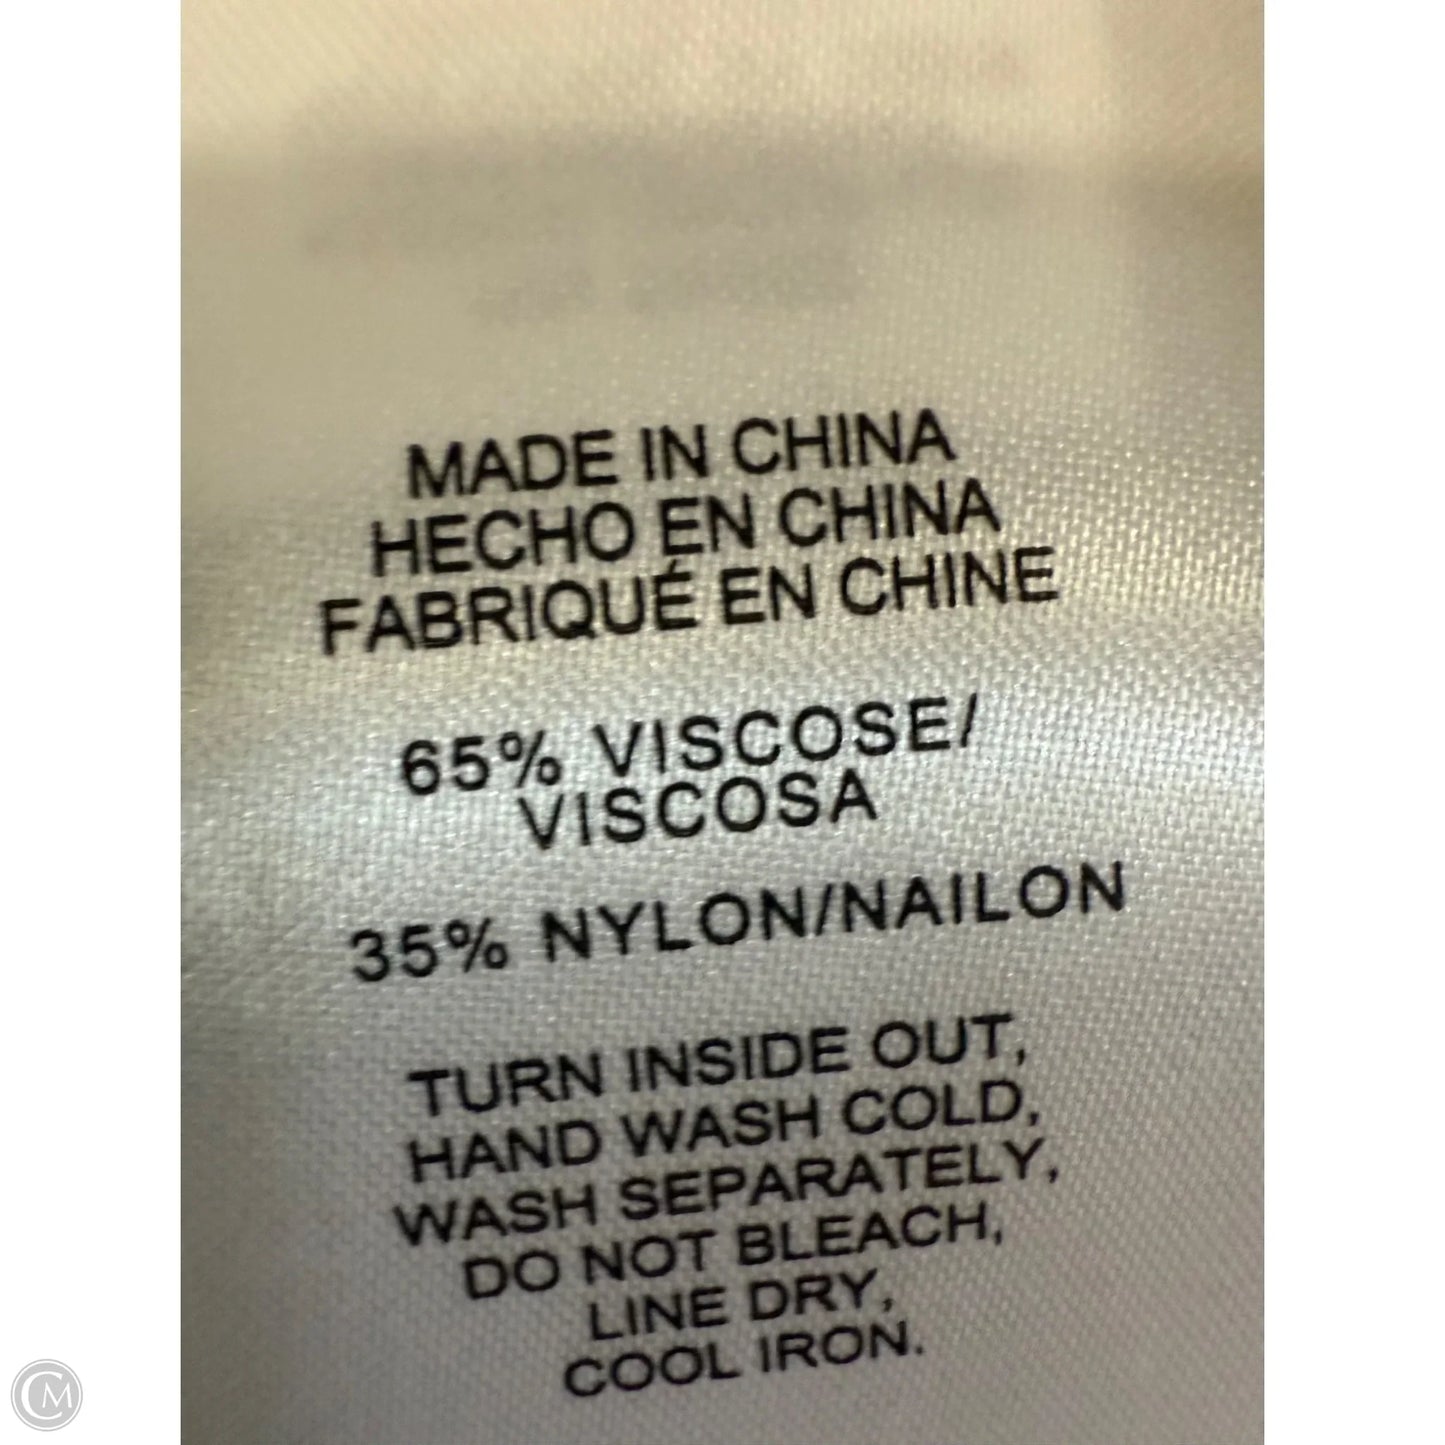 MADE IN CHINA
HECHO EN CHINA
FABRIQUÉ EN CHINE
65% VISCOSE/
VISCOSA
35% NYLON/NAILON
TURN INSIDE OUT,
HAND WASH COLD,
WASH SEPARATELY,
DO NOT BLEACH,
LINE DRY,
COOL IRON.
CM